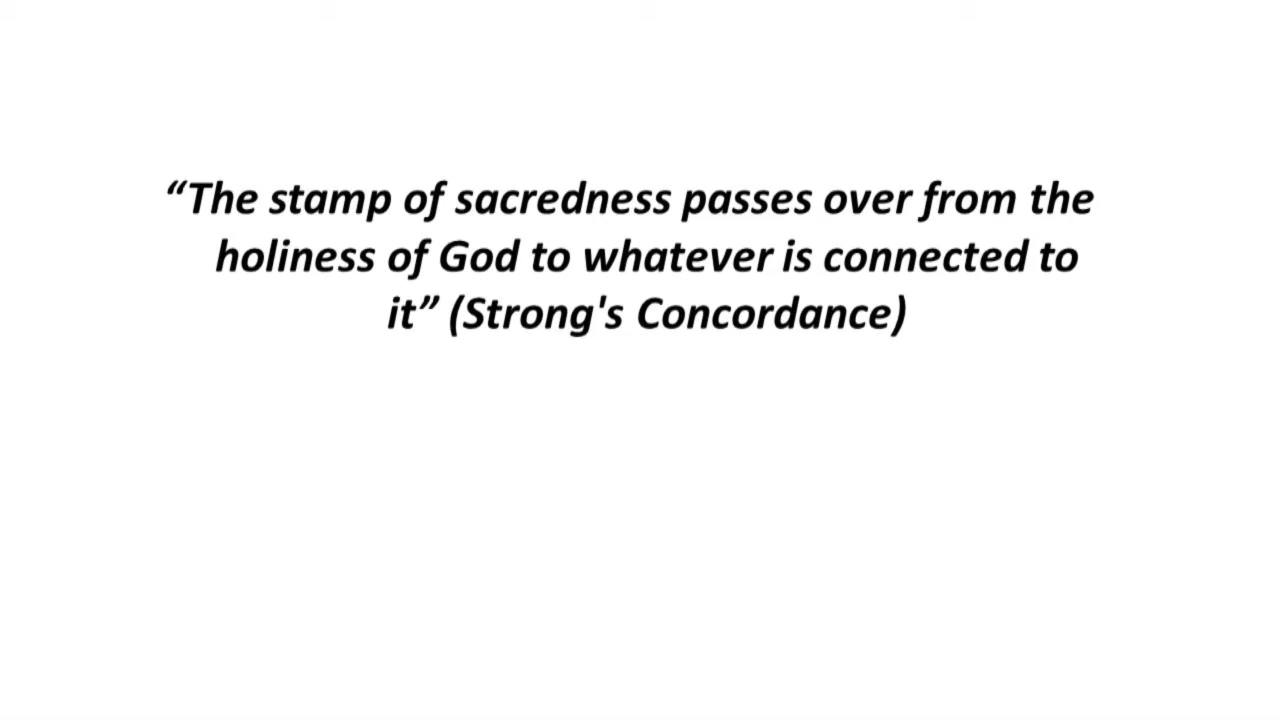 “The stamp of sacredness passes over from the
holiness of God to whatever is connected to
it” (Strong's Concordance)